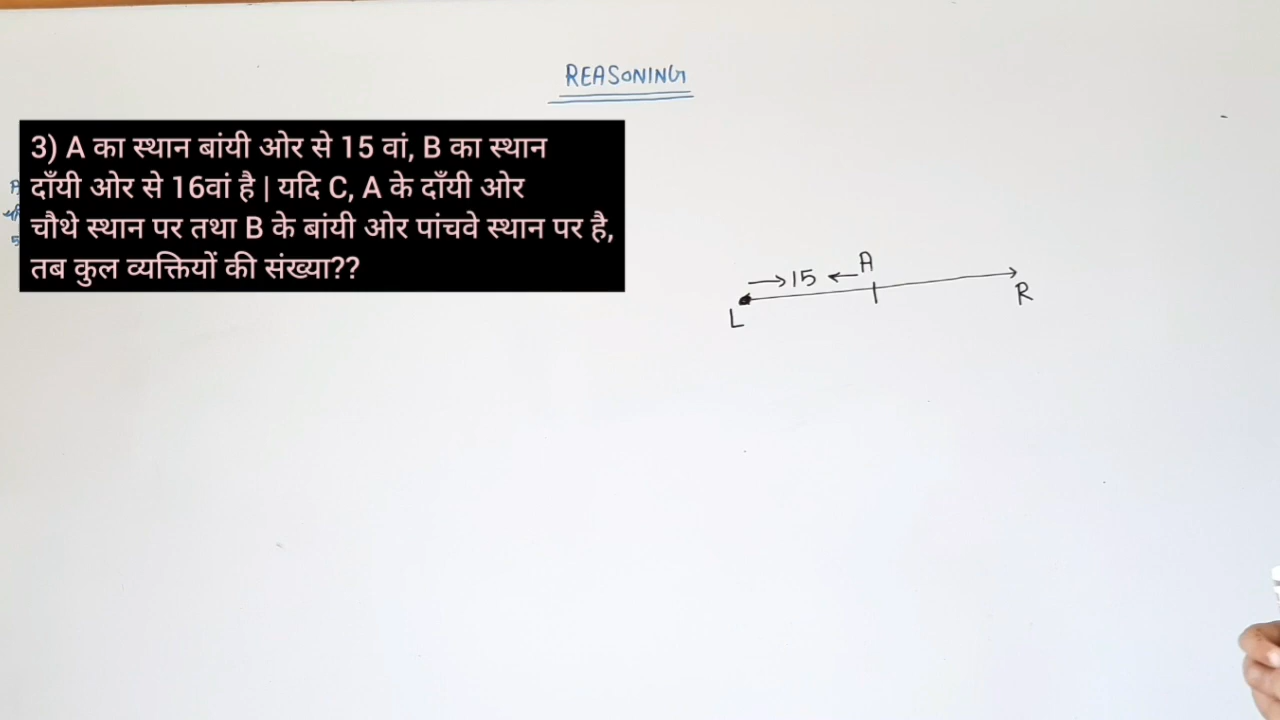 REASONING
3) A का स्थान बांयी ओर से 15 वां, B का स्थान
दाँयी ओर से 16वां है | यदि C, A के दाँयी ओर
चौथे स्थान पर तथा B के बांयी ओर पांचवे स्थान पर है,
तब कुल व्यक्तियों की संख्या??
15 A
L R